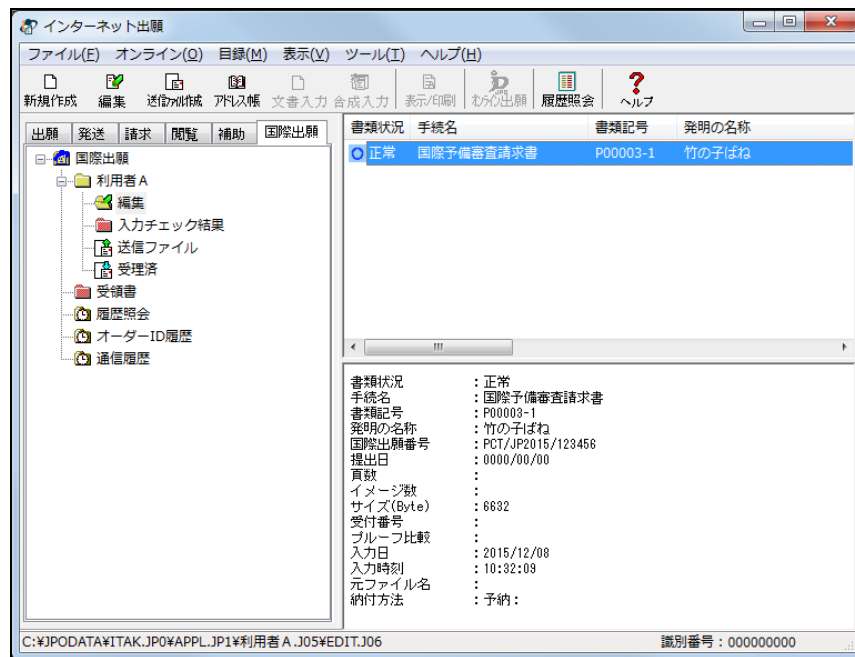 インターネット出願
ファイル(F) オンライン(O) 目録(M) 表示(V) ツール(T) ヘルプ(H)
新規作成 編集 送信ファイル作成 アドレス帳 文書入力 合成入力 表示/印刷 オンライン出願 履歴照会 ヘルプ
出願 発送 請求 閲覧 補助 国際出願
国際出願
利用者A
編集
入力チェック結果
送信ファイル
受理済
受領書
履歴照会
オーダーID履歴
通信履歴
書類状況 手続名 書類記号 発明の名称
正常 国際予備審査請求書 P00003-1 竹の子ばね
書類状況 :正常
手続名 :国際予備審査請求書
書類記号 :P00003-1
発明の名称 :竹の子ばね
国際出願番号 :PCT/JP2015/123456
提出日 :0000/00/00
頁数 :
イメージ数 :
サイズ(Byte) :6632
受付番号 :
プルーフ比較 :
入力日 :2015/12/08
入力時刻 :10:32:09
元ファイル名 :
納付方法 :予納:
C:¥JPODATA¥ITAK.JP0¥APPL.JP1¥利用者A.J05¥EDIT.J06 識別番号:000000000